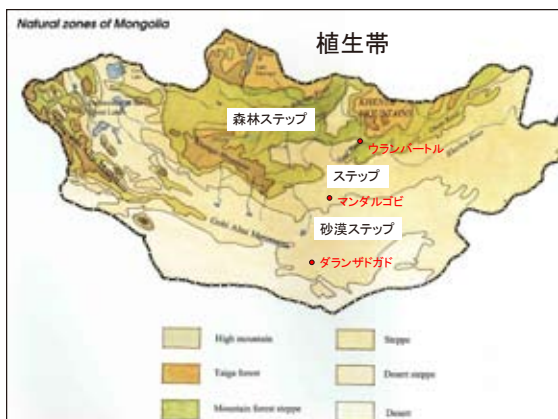 Natural zones of Mongolia
植生帯
森林ステップ
KHENTII
MOUNTAINS
ウランバートル
ステップ
マンダルゴビ
砂漠ステップ
Gobi Altai Mountains
ダランザドガド
High mountain
Steppe
Taiga forest
Desert steppe
Mountain forest steppe
Desert